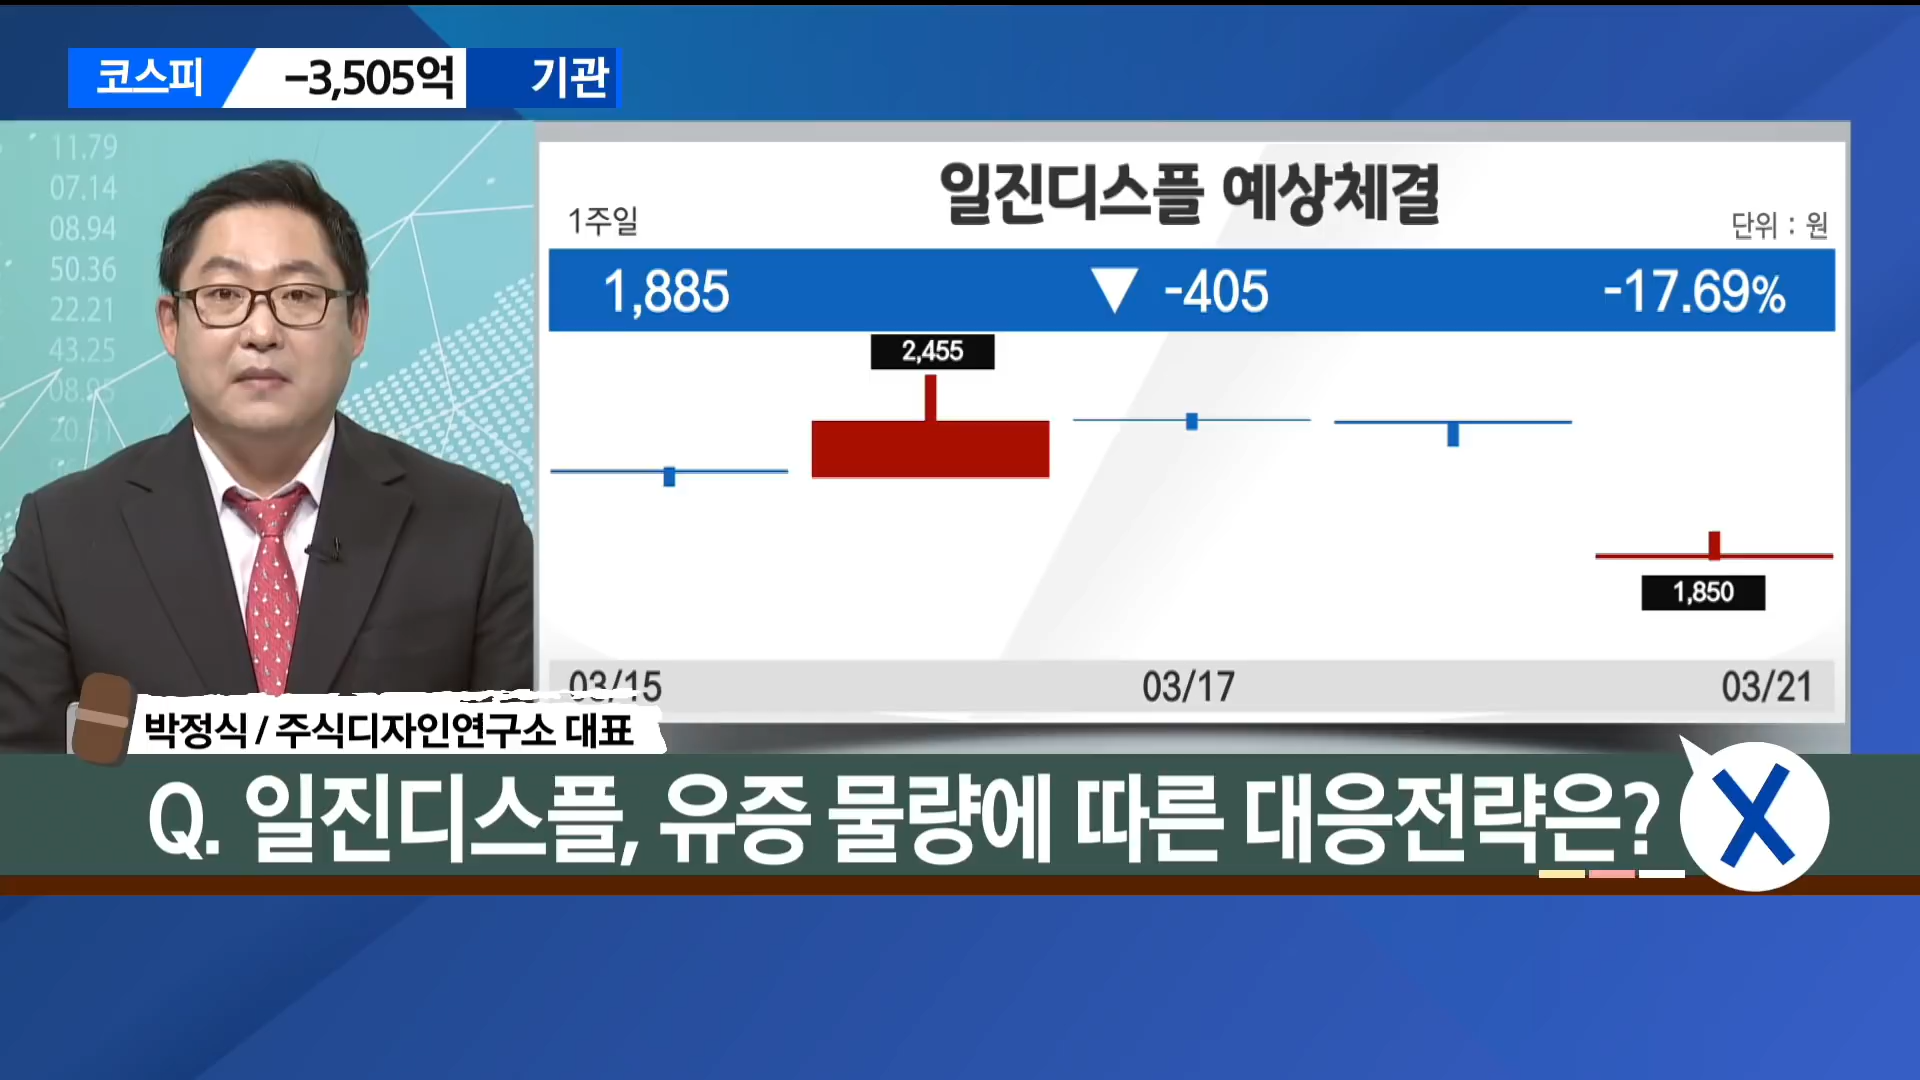 코스피 -3,505억 기관
11.79
07.14
08.94
50.36
22.21
43.25
일진디스플 예상체결
1주일
단위 : 원
1,885 ▼ -405 -17.69%
2,455
1,850
03/15 03/17 03/21
박정식 / 주식디자인연구소 대표
Q. 일진디스플, 유증 물량에 따른 대응전략은? X